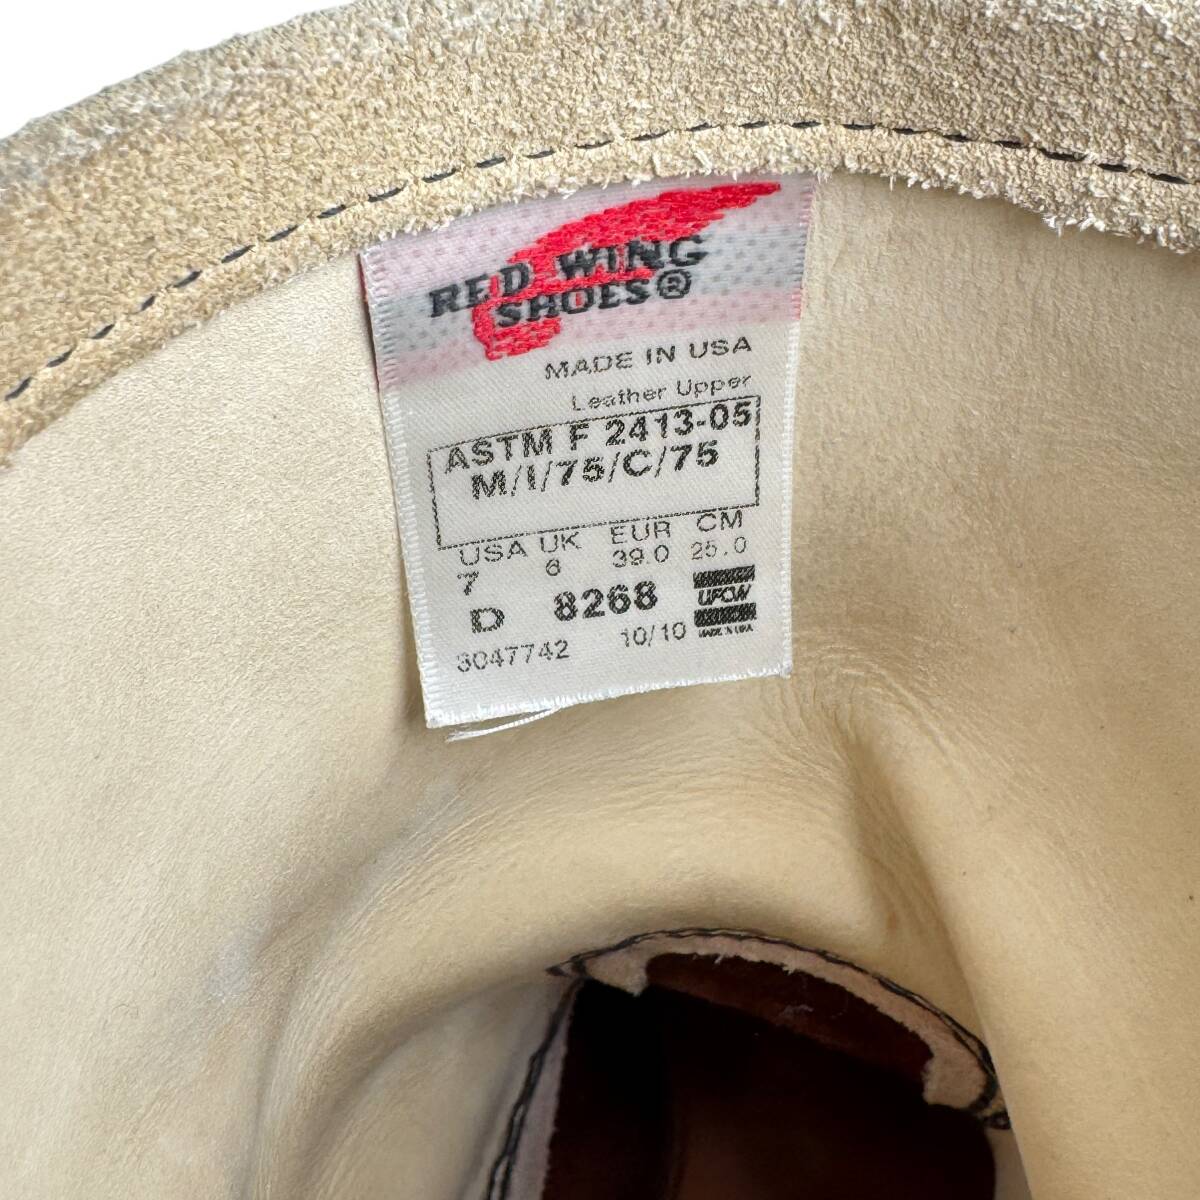 RED WING
SHOES®
MADE IN USA
Leather Upper
ASTM F 2413-05
M/I/75/C/75
USA UK EUR CM
7 6 39.0 25.0
D 8268 UFCW
MADE IN USA
3047742 10/10